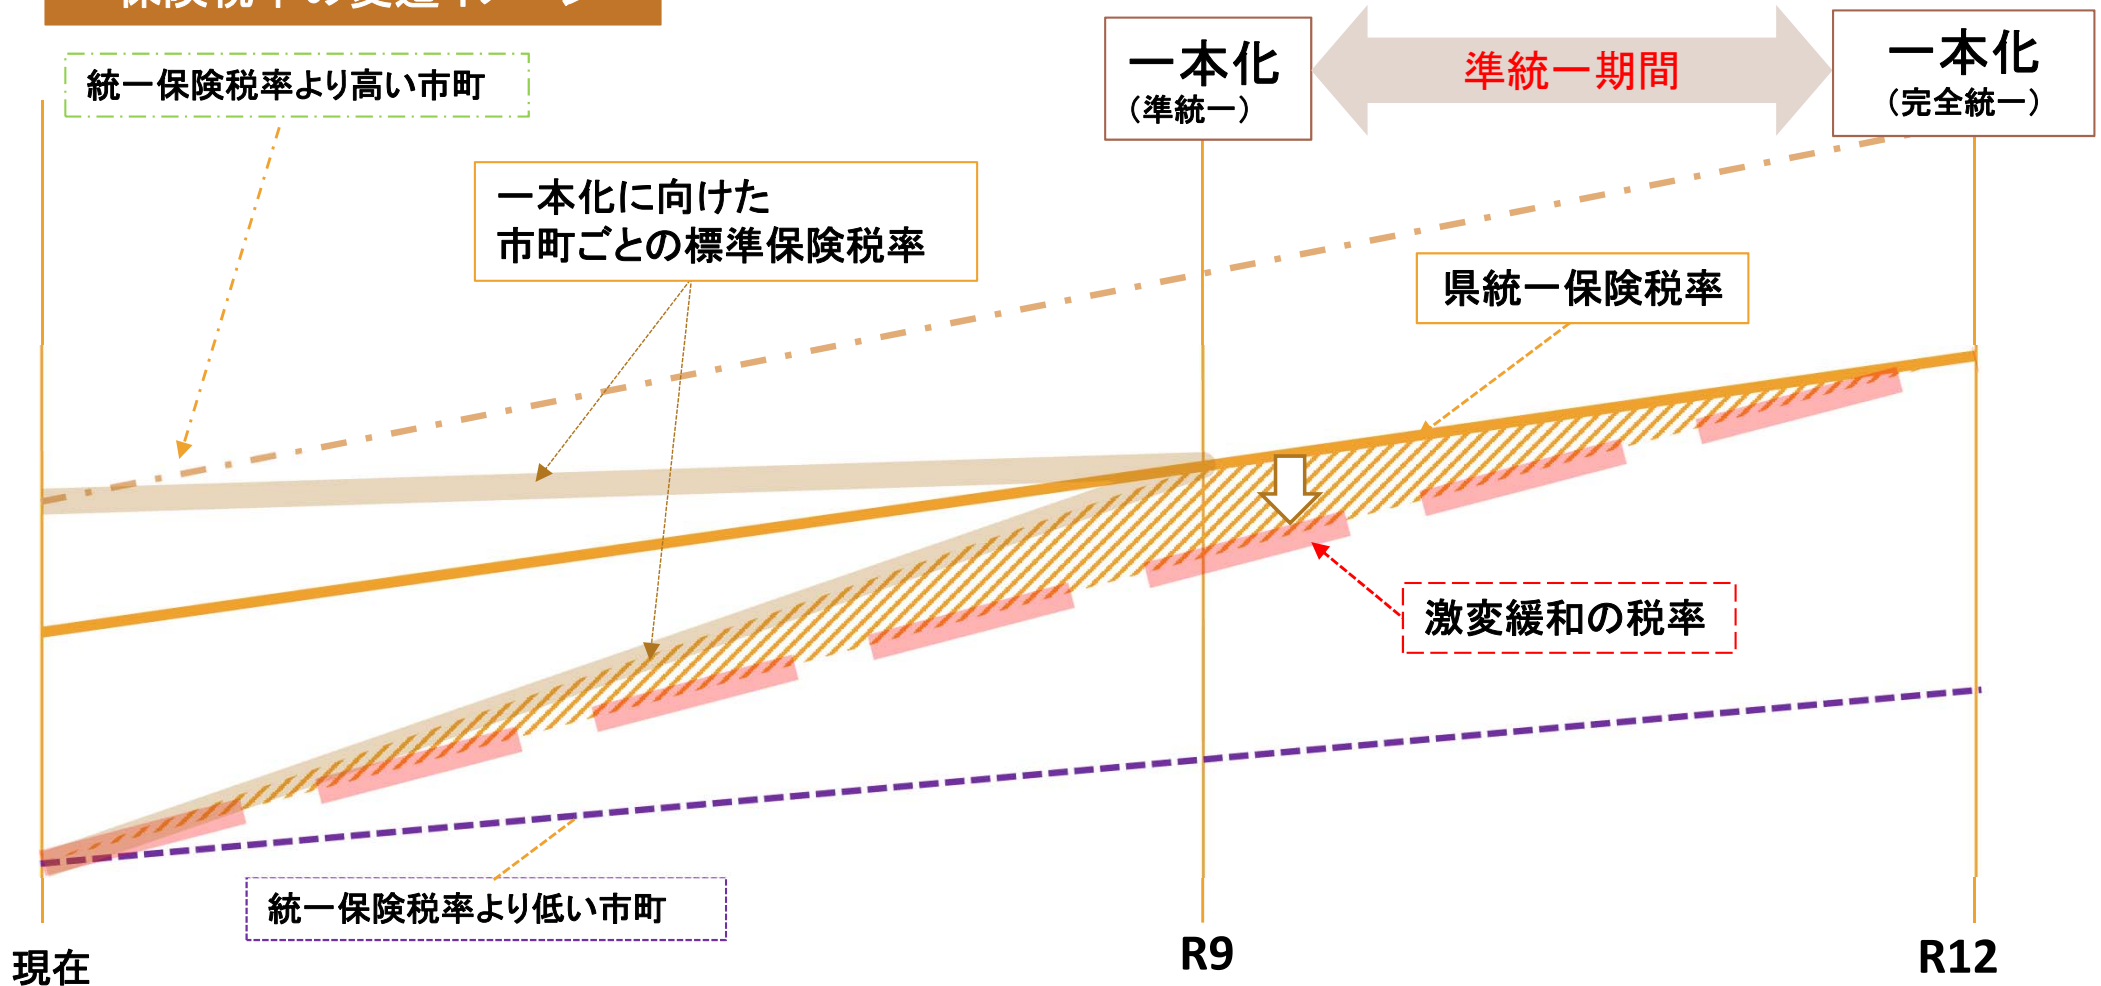 統一保険税率より高い市町
一本化
（準統一）
準統一期間
一本化
（完全統一）
一本化に向けた
市町ごとの標準保険税率
県統一保険税率
激変緩和の税率
統一保険税率より低い市町
現在
R9
R12